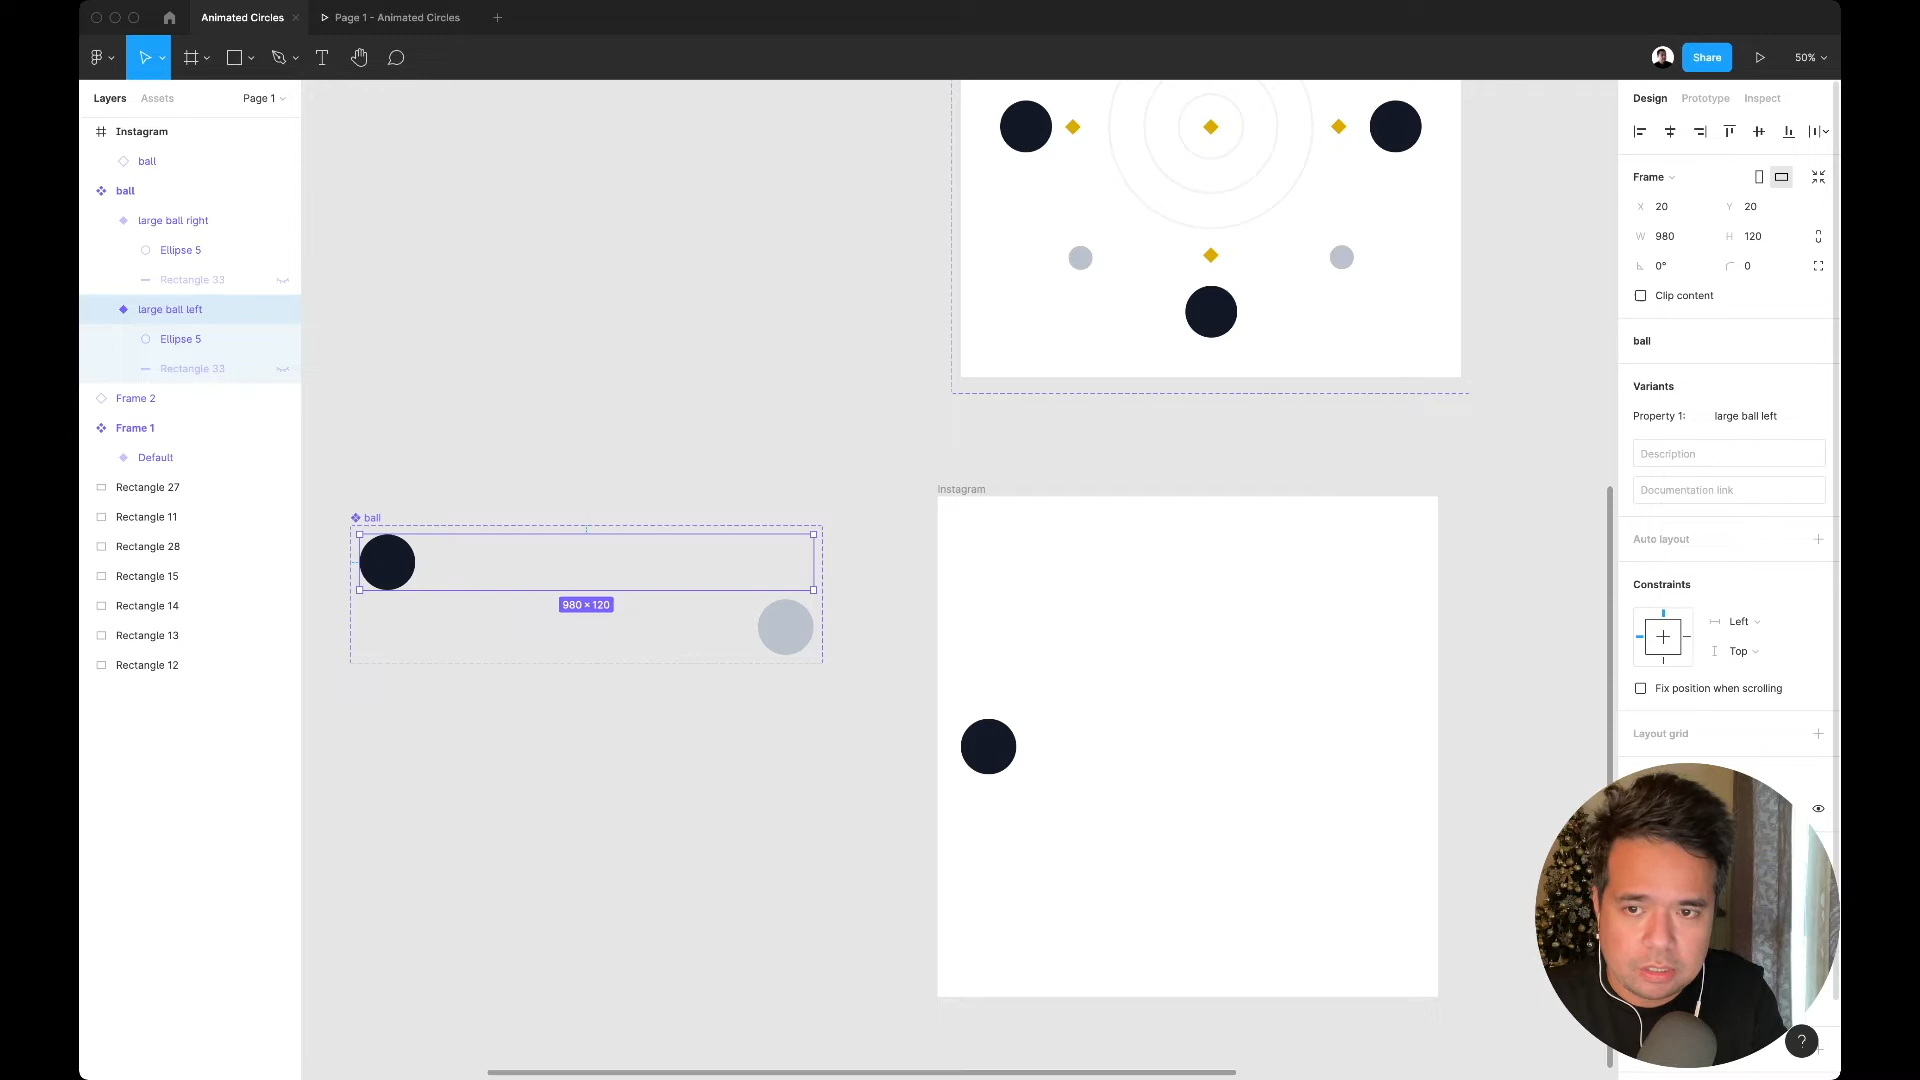 Animated Circles
Page 1 - Animated Circles
Share
50%
Layers
Assets
Page 1
Instagram
ball
ball
large ball right
Ellipse 5
Rectangle 33
large ball left
Ellipse 5
Rectangle 33
Frame 2
Frame 1
Default
Rectangle 27
Rectangle 11
Rectangle 28
Rectangle 15
Rectangle 14
Rectangle 13
Rectangle 12
ball
980 × 120
Instagram
Design
Prototype
Inspect
Frame
X 20
Y 20
W 980
H 120
0°
0
Clip content
ball
Variants
Property 1: large ball left
Description
Documentation link
Auto layout
Constraints
Left
Top
Fix position when scrolling
Layout grid
?